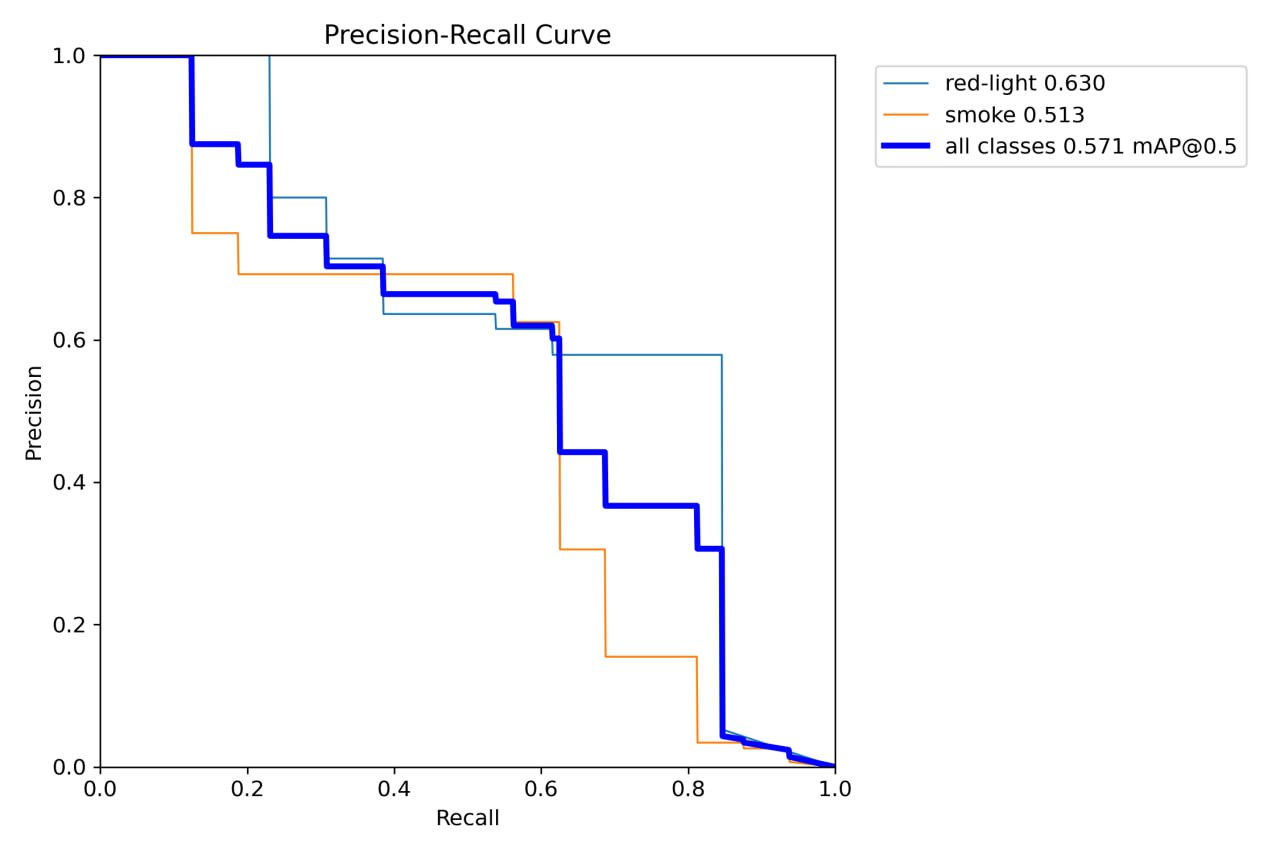 Precision-Recall Curve
red-light 0.630
smoke 0.513
all classes 0.571 mAP@0.5
Precision
1.0
0.8
0.6
0.4
0.2
0.0
0.0 0.2 0.4 0.6 0.8 1.0
Recall